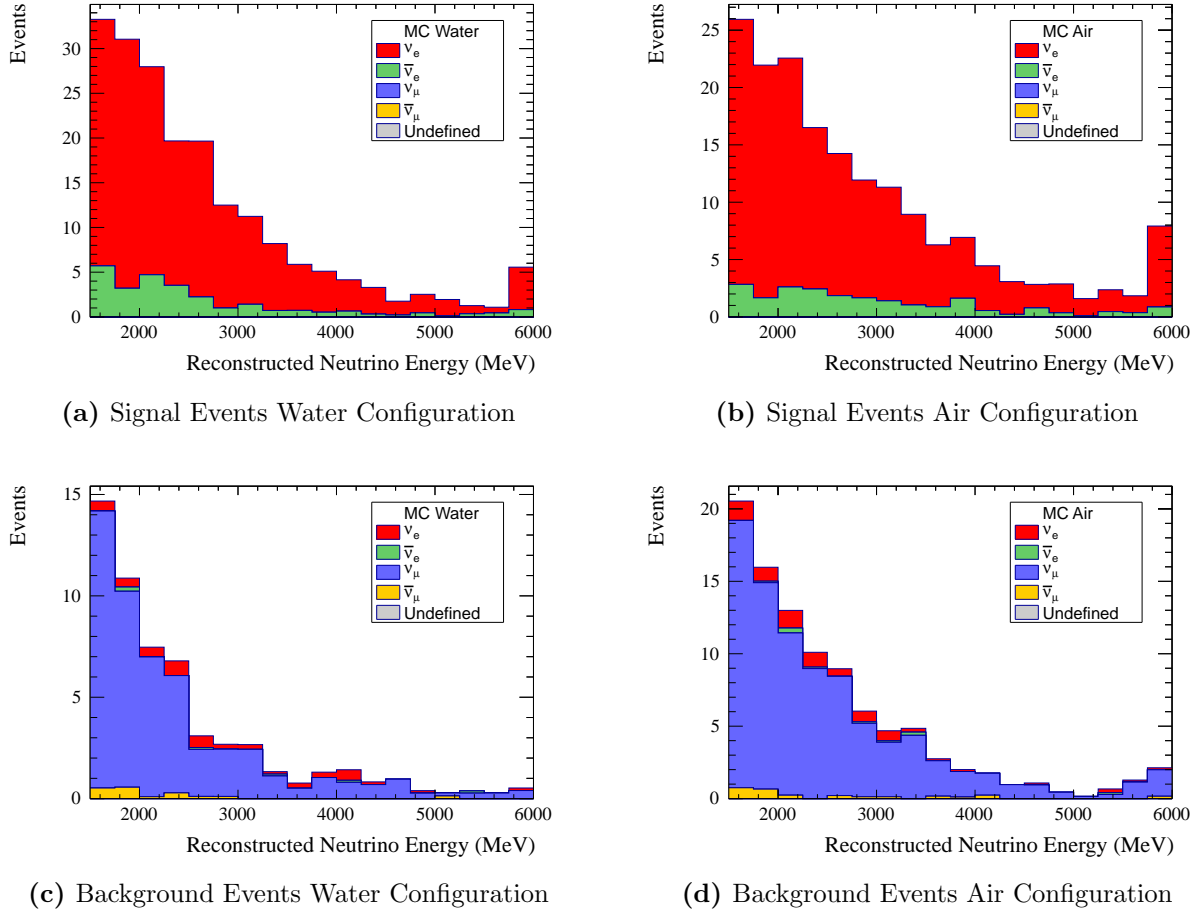 Events
MC Water
νe
ν̅e
νμ
ν̅μ
Undefined
30
25
20
15
10
5
0
2000 3000 4000 5000 6000
Reconstructed Neutrino Energy (MeV)
(a) Signal Events Water Configuration
Events
MC Air
νe
ν̅e
νμ
ν̅μ
Undefined
25
20
15
10
5
0
2000 3000 4000 5000 6000
Reconstructed Neutrino Energy (MeV)
(b) Signal Events Air Configuration
Events
MC Water
νe
ν̅e
νμ
ν̅μ
Undefined
15
10
5
0
2000 3000 4000 5000 6000
Reconstructed Neutrino Energy (MeV)
(c) Background Events Water Configuration
Events
MC Air
νe
ν̅e
νμ
ν̅μ
Undefined
20
15
10
5
0
2000 3000 4000 5000 6000
Reconstructed Neutrino Energy (MeV)
(d) Background Events Air Configuration